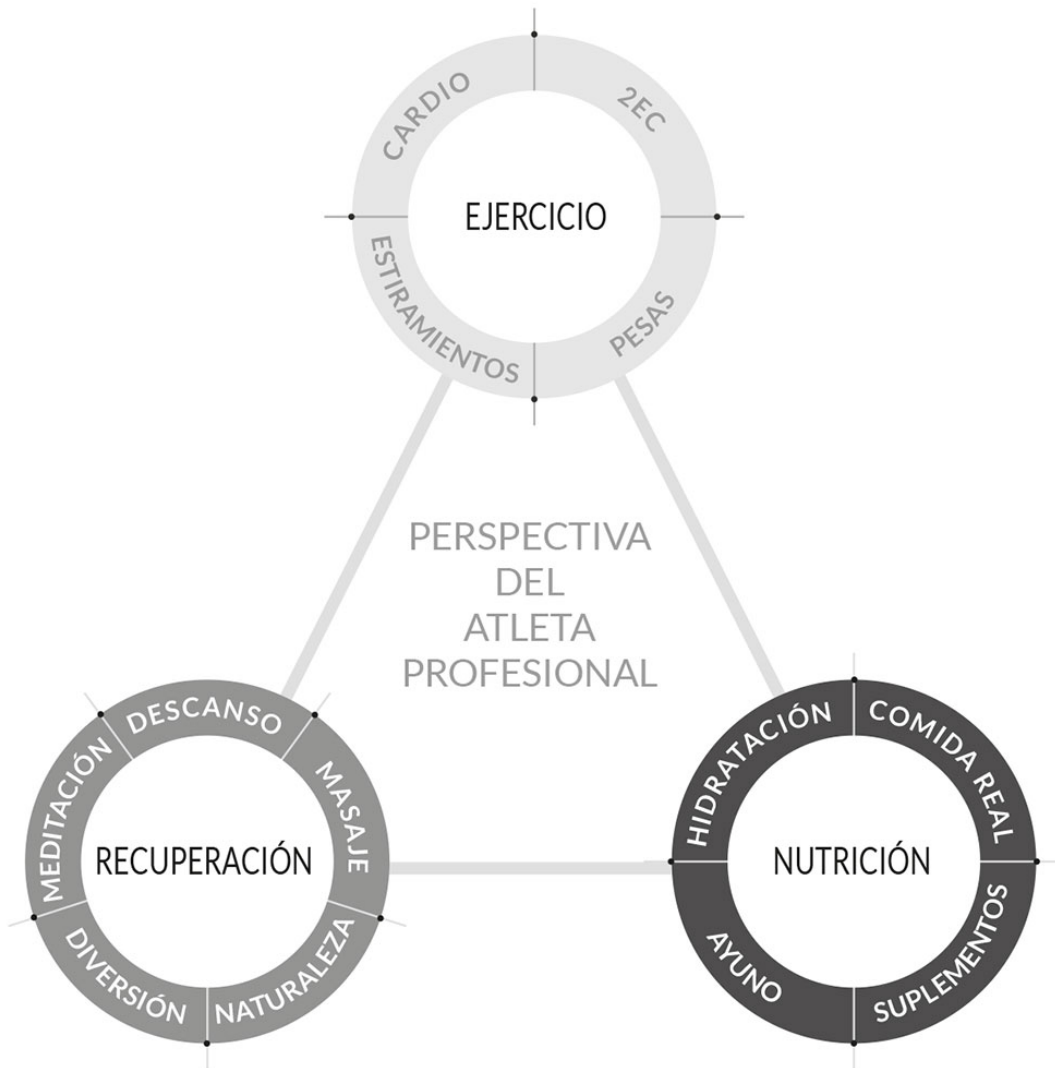 CARDIO
2EC
EJERCICIO
ESTIRAMIENTOS
PESAS
PERSPECTIVA
DEL
ATLETA
PROFESIONAL
DESCANSO
MEDITACIÓN
MASAJE
RECUPERACIÓN
DIVERSIÓN
NATURALEZA
HIDRATACIÓN
COMIDA REAL
NUTRICIÓN
AYUNO
SUPLEMENTOS